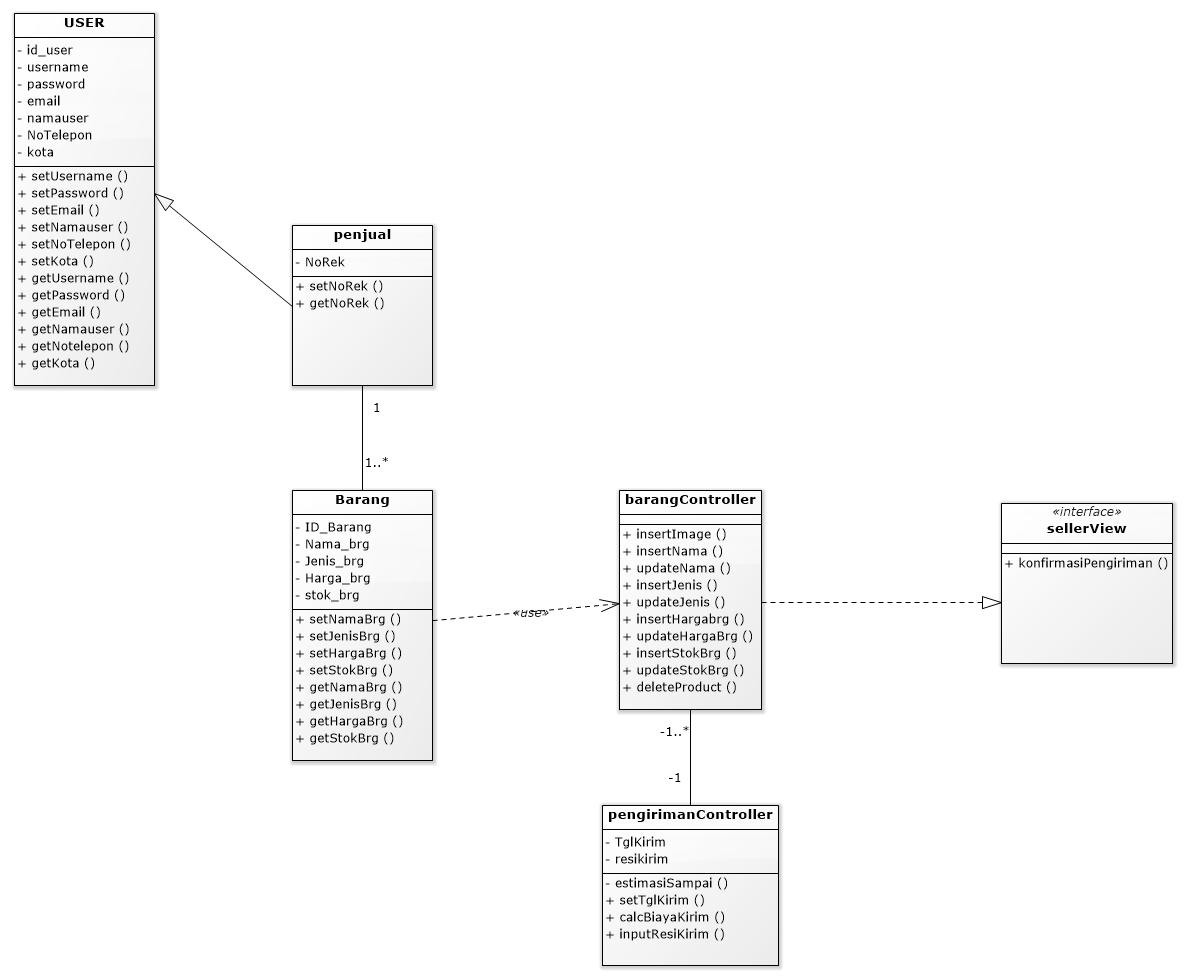 USER
- id_user
- username
- password
- email
- namauser
- NoTelepon
- kota
+ setUsername ()
+ setPassword ()
+ setEmail ()
+ setNamauser ()
+ setNoTelepon ()
+ setKota ()
+ getUsername ()
+ getPassword ()
+ getEmail ()
+ getNamauser ()
+ getNotelepon ()
+ getKota ()
penjual
- NoRek
+ setNoRek ()
+ getNoRek ()
1
1..*
Barang
- ID_Barang
- Nama_brg
- Jenis_brg
- Harga_brg
- stok_brg
+ setNamaBrg ()
+ setJenisBrg ()
+ setHargaBrg ()
+ setStokBrg ()
+ getNamaBrg ()
+ getJenisBrg ()
+ getHargaBrg ()
+ getStokBrg ()
«use»
barangController
+ insertImage ()
+ insertNama ()
+ updateNama ()
+ insertJenis ()
+ updateJenis ()
+ insertHargabrg ()
+ updateHargaBrg ()
+ insertStokBrg ()
+ updateStokBrg ()
+ deleteProduct ()
«interface»
sellerView
+ konfirmasiPengiriman ()
-1..*
-1
pengirimanController
- TglKirim
- resikirim
- estimasiSampai ()
+ setTglKirim ()
+ calcBiayaKirim ()
+ inputResiKirim ()